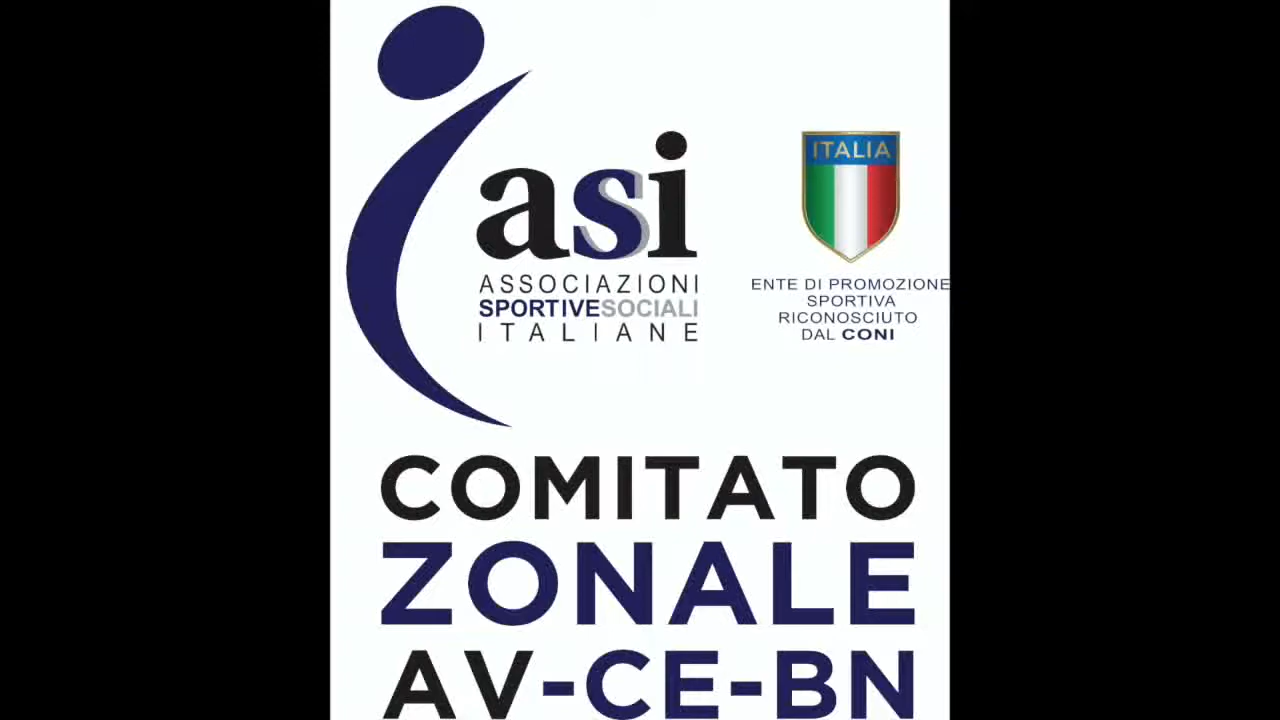 asi
ASSOCIAZIONI
SPORTIVESOCIALI
ITALIANE
ITALIA
ENTE DI PROMOZIONE
SPORTIVA
RICONOSCIUTO
DAL CONI
COMITATO
ZONALE
AV-CE-BN